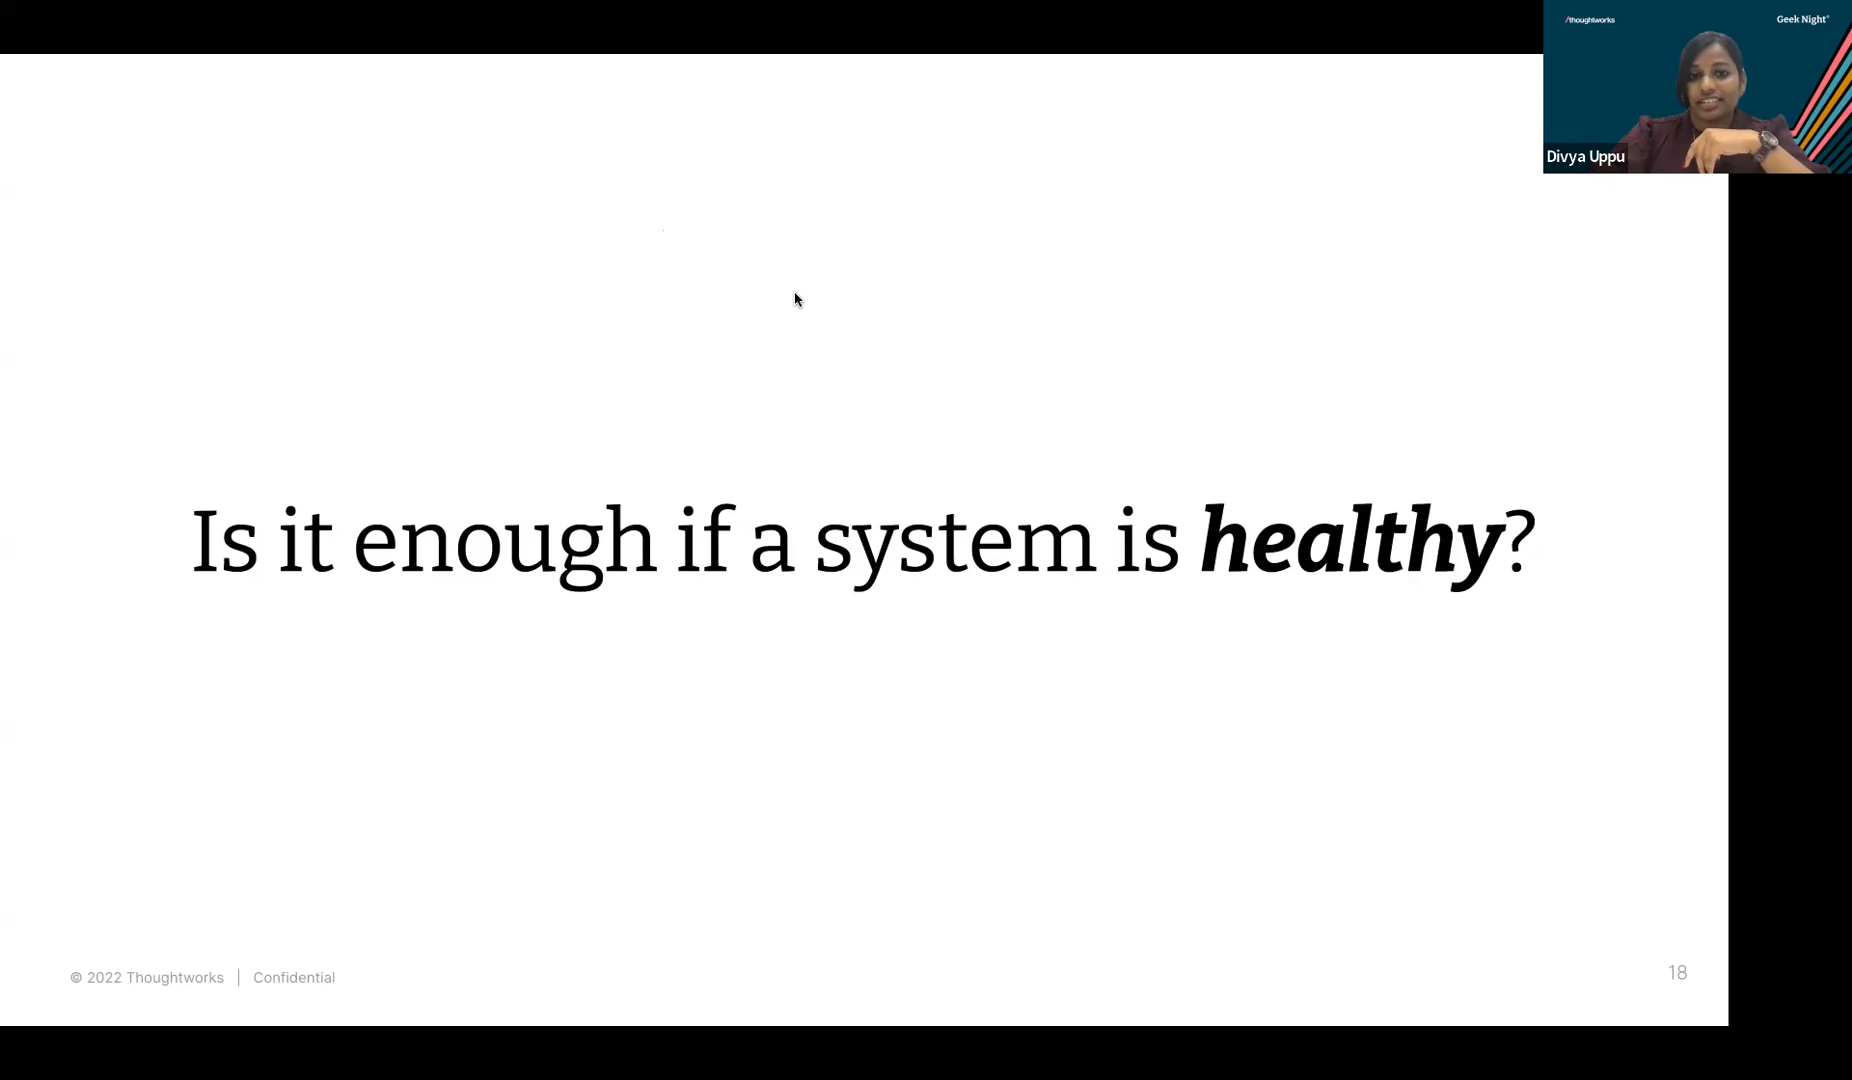 /thoughtworks
Geek Night
Divya Uppu
Is it enough if a system is healthy?
© 2022 Thoughtworks | Confidential
18